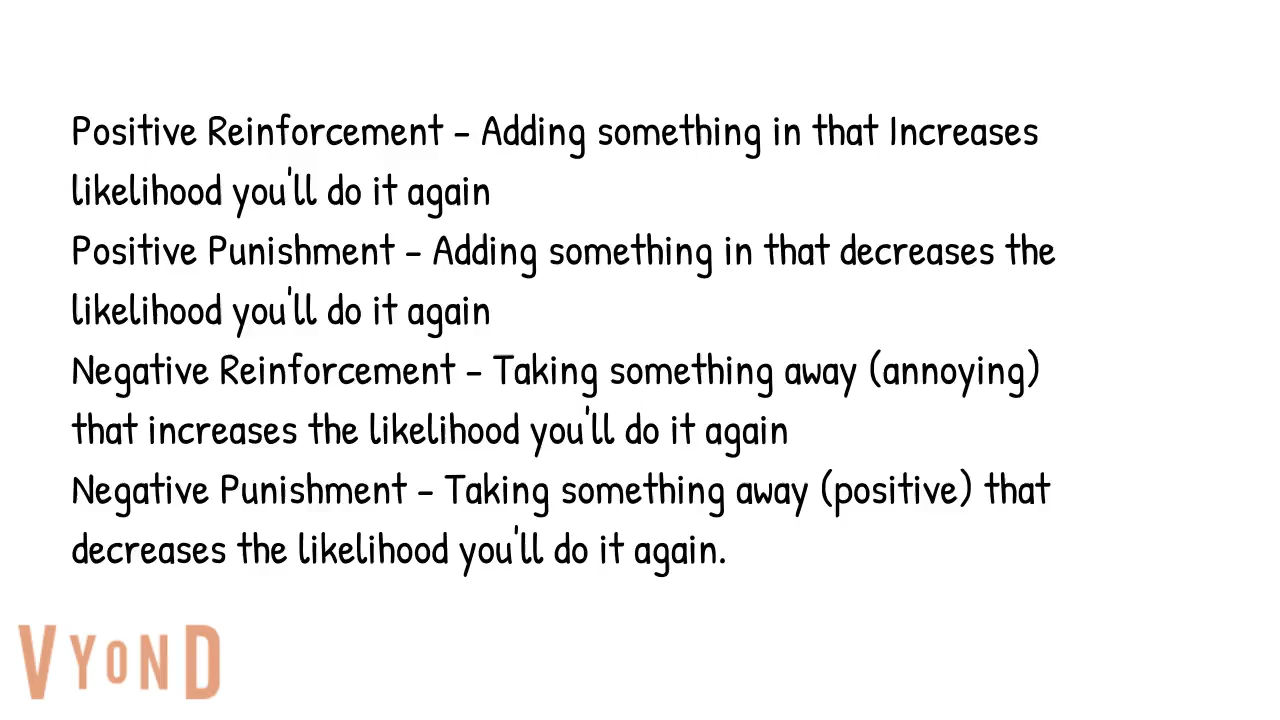 Positive Reinforcement - Adding something in that Increases
likelihood you'll do it again
Positive Punishment - Adding something in that decreases the
likelihood you'll do it again
Negative Reinforcement - Taking something away (annoying)
that increases the likelihood you'll do it again
Negative Punishment - Taking something away (positive) that
decreases the likelihood you'll do it again.
VYOND